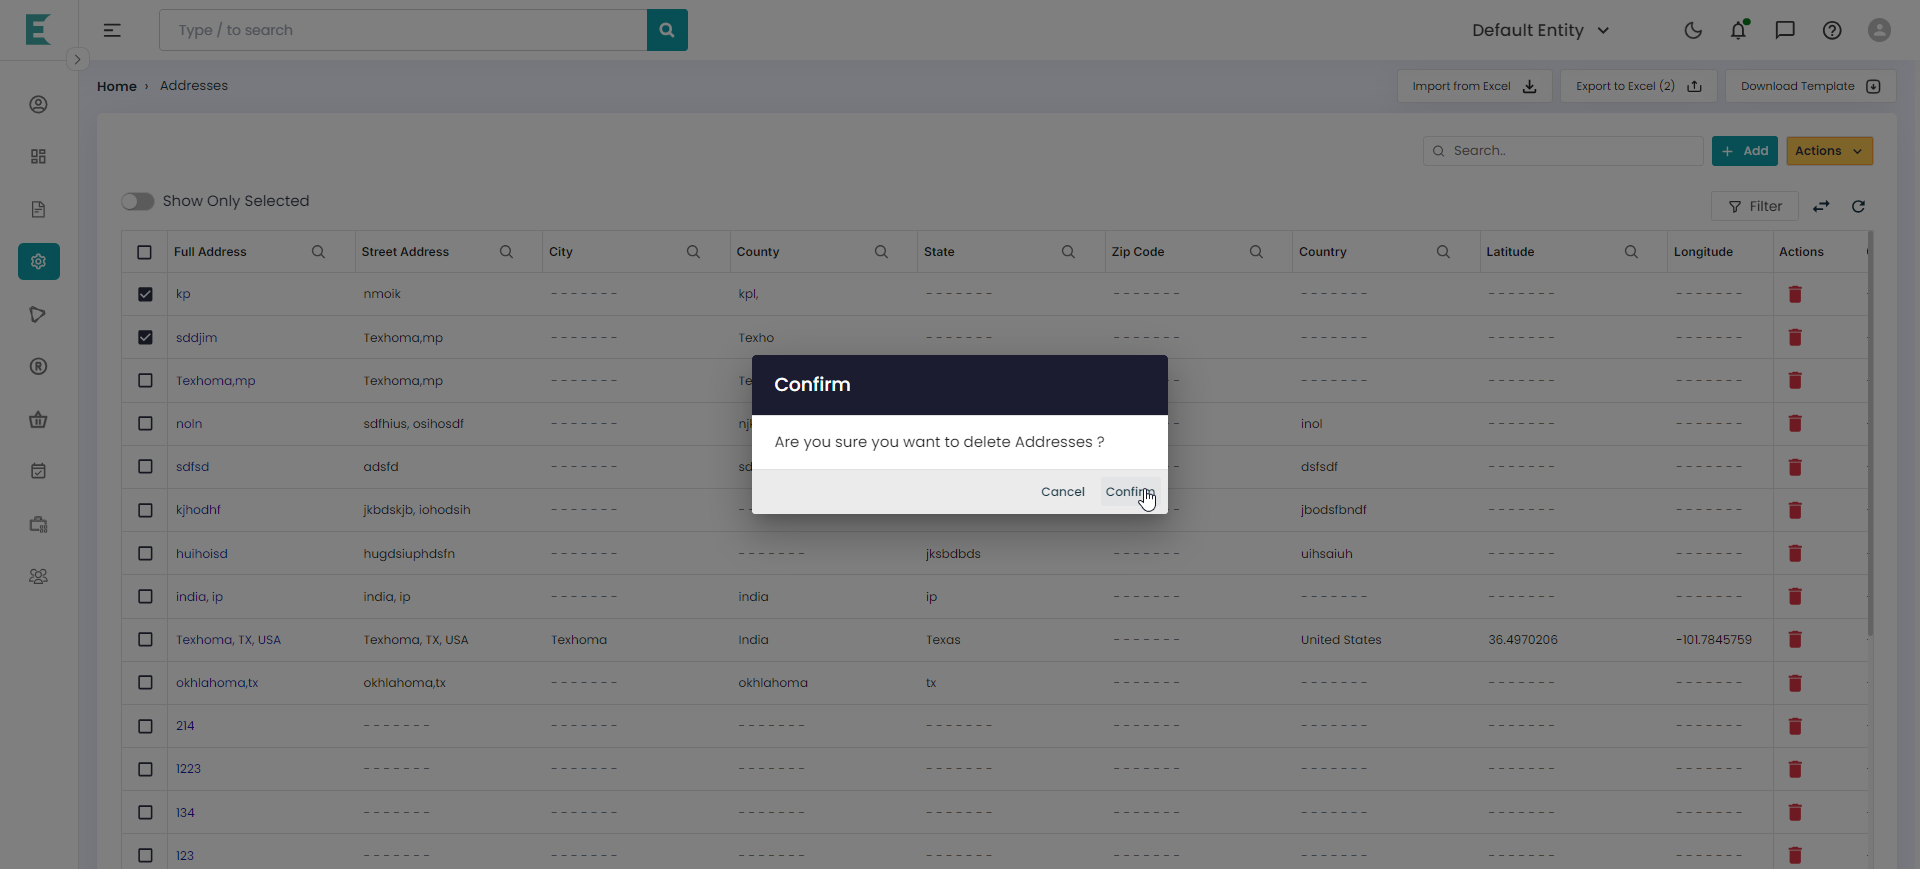 Type / to search
Default Entity
Home › Addresses
Import from Excel
Export to Excel (2)
Download Template
Search..
+ Add
Actions
Show Only Selected
Filter
Full Address Street Address City County State Zip Code Country Latitude Longitude Actions
kp nmoik ------- kpl, ------- ------- ------- ------- -------
sddjim Texhoma,mp ------- Texho ------- ------- ------- ------- -------
Texhoma,mp Texhoma,mp ------- ------- -------
noln sdfhius, osihosdf ------- inol ------- -------
sdfsd adsfd ------- dsfsdf ------- -------
kjhodhf jkbdskjb, iohodsih ------- jbodsfbndf ------- -------
huihoisd hugdsiuphdsfn ------- ------- jksbdbds ------- uihsaiuh ------- -------
india, ip india, ip ------- india ip ------- ------- ------- -------
Texhoma, TX, USA Texhoma, TX, USA Texhoma India Texas ------- United States 36.4970206 -101.7845759
okhlahoma,tx okhlahoma,tx ------- okhlahoma tx ------- ------- ------- -------
214 ------- ------- ------- ------- ------- ------- ------- -------
1223 ------- ------- ------- ------- ------- ------- ------- -------
134 ------- ------- ------- ------- ------- ------- ------- -------
123 ------- ------- ------- ------- ------- ------- ------- -------
Confirm
Are you sure you want to delete Addresses ?
Cancel
Confirm